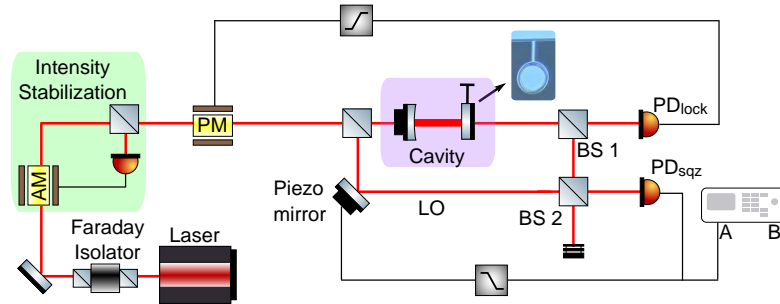 Intensity
Stabilization
PM
AM
Cavity
PDlock
BS 1
PDsqz
Piezo
mirror
LO
BS 2
A
B
Faraday
Isolator
Laser